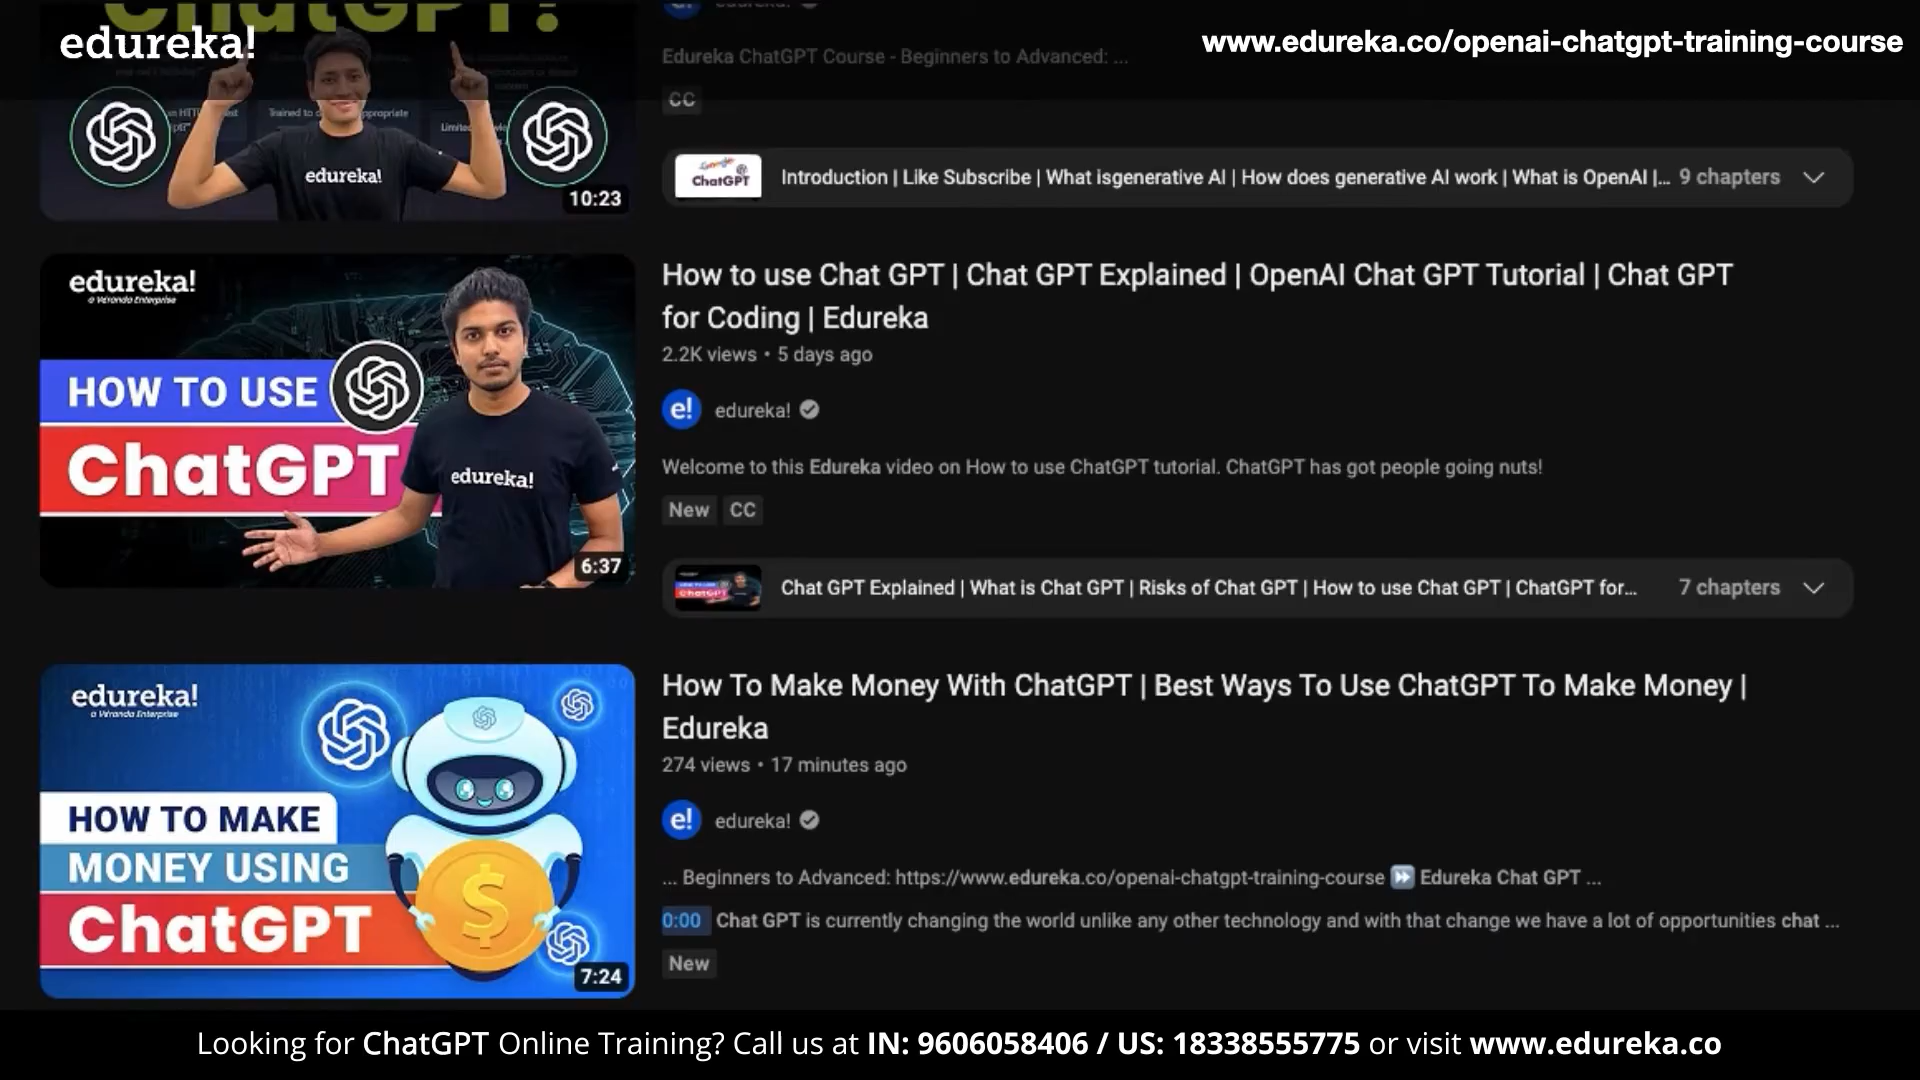 ChatGPT?
edureka!
www.edureka.co/openai-chatgpt-training-course
edureka!
Edureka ChatGPT Course - Beginners to Advanced: ...
CC
Trained to
edureka!
10:23
ChatGPT
Introduction | Like Subscribe | What isgenerative AI | How does generative AI work | What is OpenAI |... 9 chapters
edureka!
a Veranda Enterprise
HOW TO USE
ChatGPT
edureka!
6:37
How to use Chat GPT | Chat GPT Explained | OpenAI Chat GPT Tutorial | Chat GPT
for Coding | Edureka
2.2K views • 5 days ago
e! edureka!
Welcome to this Edureka video on How to use ChatGPT tutorial. ChatGPT has got people going nuts!
New CC
Chat GPT Explained | What is Chat GPT | Risks of Chat GPT | How to use Chat GPT | ChatGPT for... 7 chapters
edureka!
a Veranda Enterprise
HOW TO MAKE
MONEY USING
ChatGPT
$
7:24
How To Make Money With ChatGPT | Best Ways To Use ChatGPT To Make Money |
Edureka
274 views • 17 minutes ago
e! edureka!
... Beginners to Advanced: https://www.edureka.co/openai-chatgpt-training-course ⏩ Edureka Chat GPT ...
0:00 Chat GPT is currently changing the world unlike any other technology and with that change we have a lot of opportunities chat ...
New
Looking for ChatGPT Online Training? Call us at IN: 9606058406 / US: 18338555775 or visit www.edureka.co